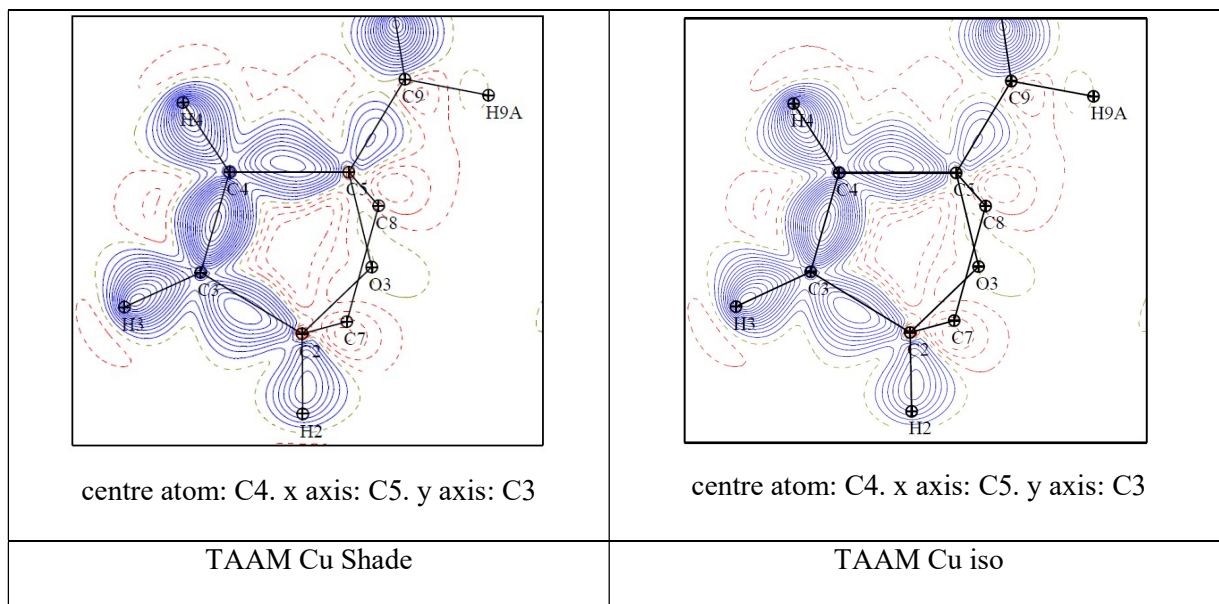 C9
H9A
H4
C4
C5
C8
O3
C3
H3
C7
C2
H2
centre atom: C4. x axis: C5. y axis: C3
TAAM Cu Shade
C9
H9A
H4
C4
C5
C8
O3
C3
H3
C7
C2
H2
centre atom: C4. x axis: C5. y axis: C3
TAAM Cu iso